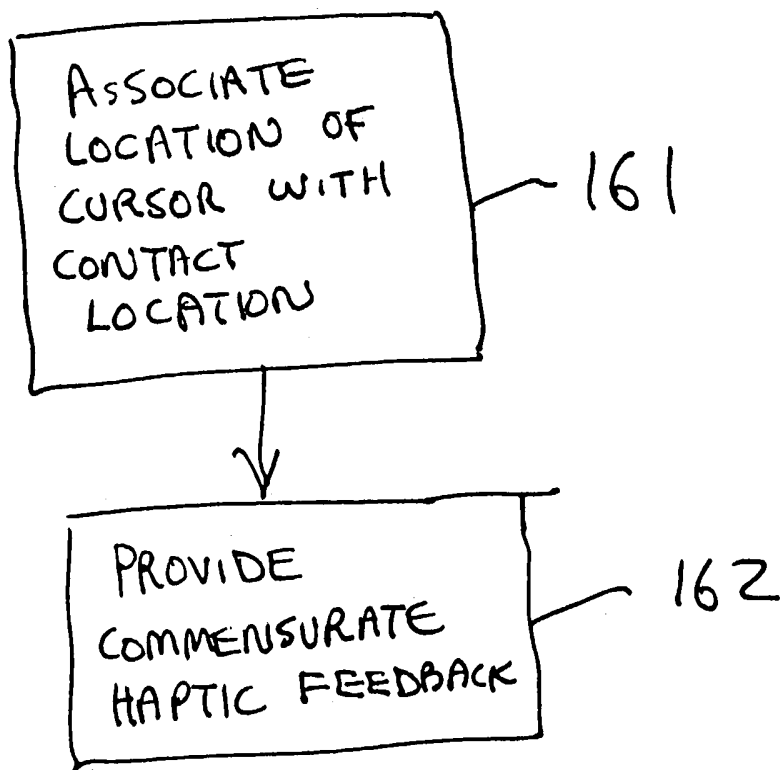 ASSOCIATE
LOCATION OF
CURSOR WITH
CONTACT
LOCATION
161
PROVIDE
COMMENSURATE
HAPTIC FEEDBACK
162